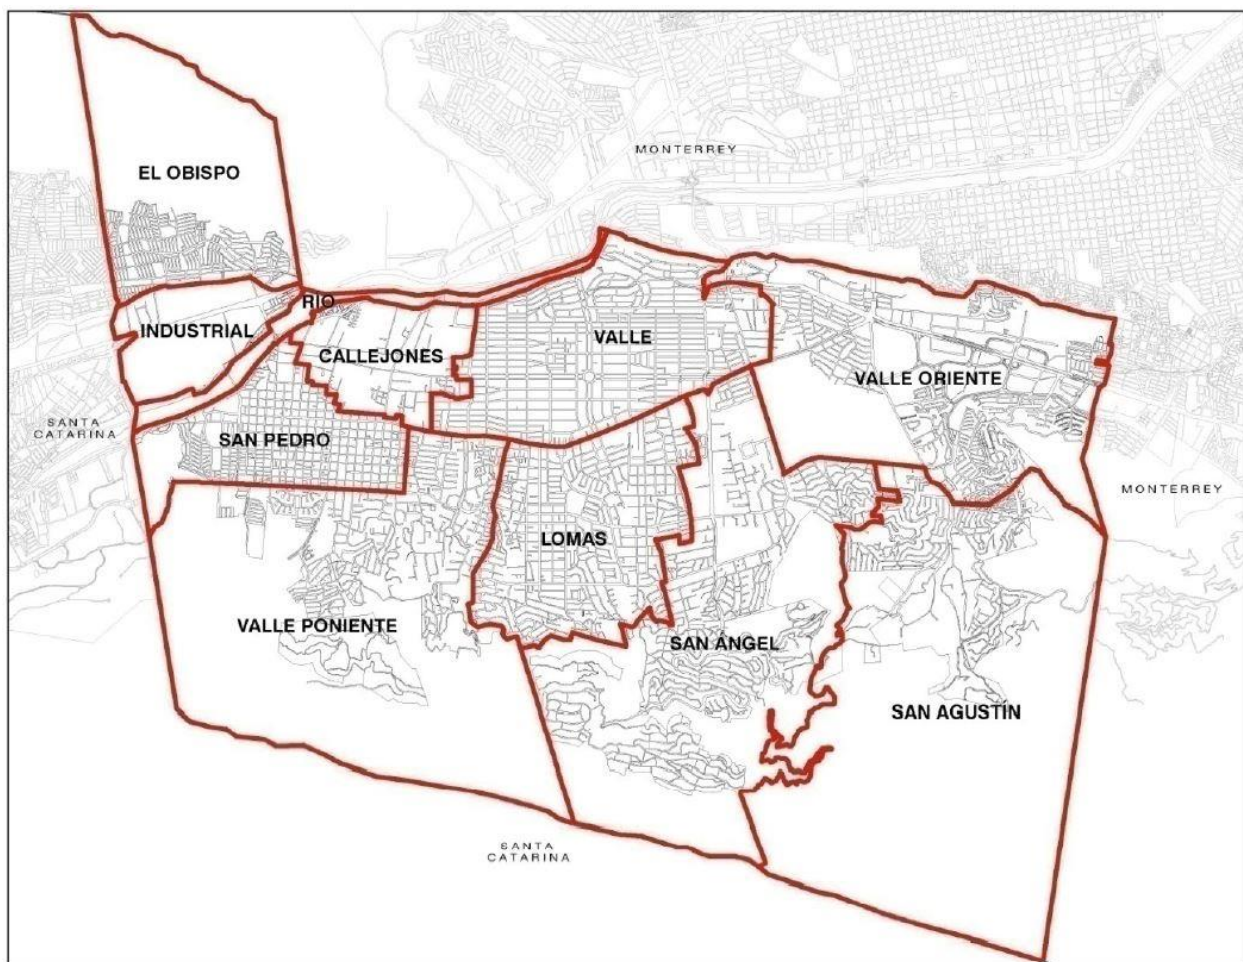 MONTERREY
EL OBISPO
RIO
INDUSTRIAL
CALLEJONES
VALLE
VALLE ORIENTE
SANTA
CATARINA
SAN PEDRO
MONTERREY
LOMAS
VALLE PONIENTE
SAN ÁNGEL
SAN AGUSTÍN
SANTA
CATARINA